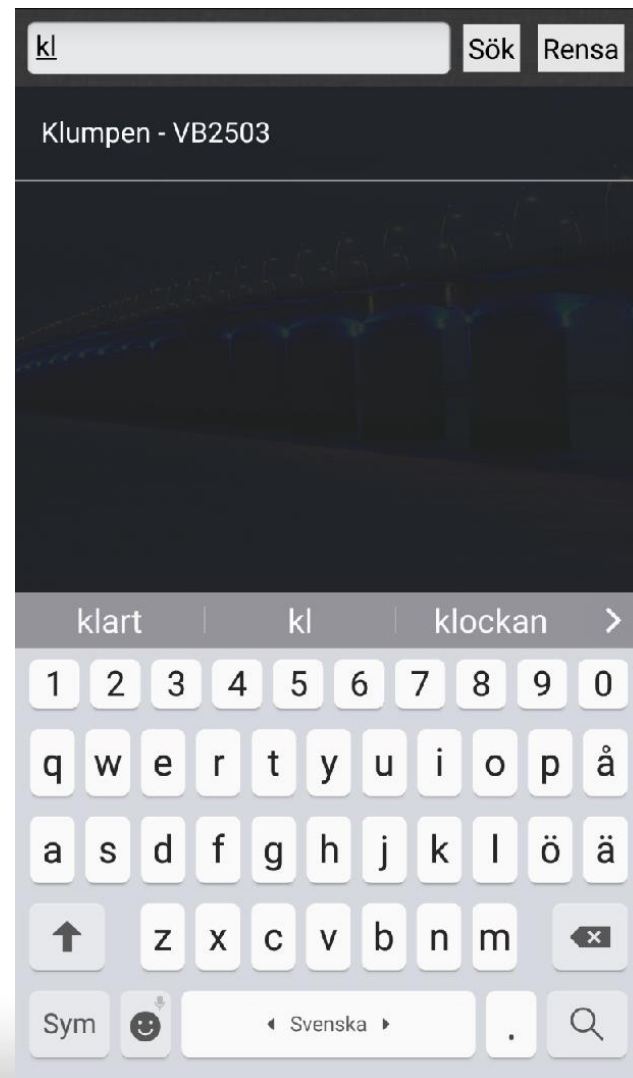 kl Sök Rensa
Klumpen - VB2503
klart kl klockan >
1 2 3 4 5 6 7 8 9 0
q w e r t y u i o p å
a s d f g h j k l ö ä
z x c v b n m
Sym Svenska .